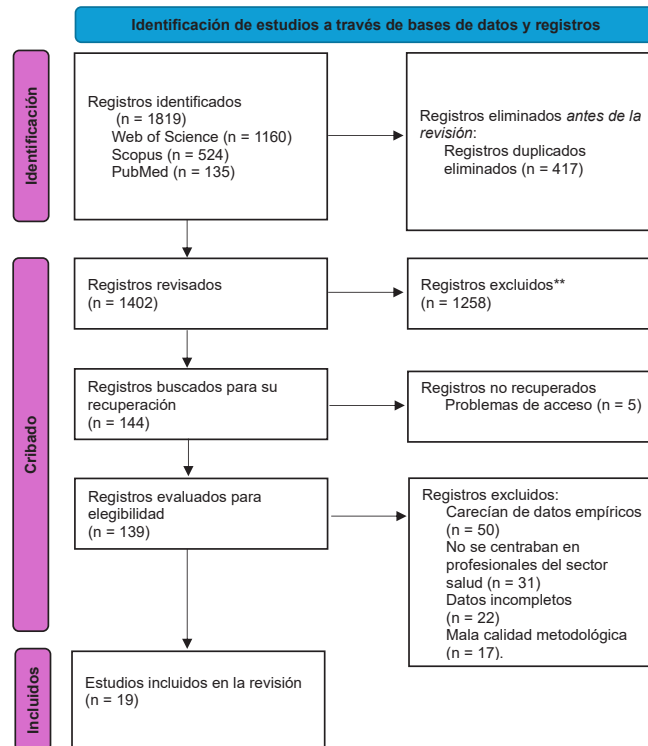 Identificación de estudios a través de bases de datos y registros
Identificación
Registros identificados
(n = 1819)
Web of Science (n = 1160)
Scopus (n = 524)
PubMed (n = 135)
Registros eliminados antes de la
revisión:
Registros duplicados
eliminados (n = 417)
Cribado
Registros revisados
(n = 1402)
Registros excluidos**
(n = 1258)
Registros buscados para su
recuperación
(n = 144)
Registros no recuperados
Problemas de acceso (n = 5)
Registros evaluados para
elegibilidad
(n = 139)
Registros excluidos:
Carecían de datos empíricos
(n = 50)
No se centraban en
profesionales del sector
salud (n = 31)
Datos incompletos
(n = 22)
Mala calidad metodológica
(n = 17).
Incluidos
Estudios incluidos en la revisión
(n = 19)